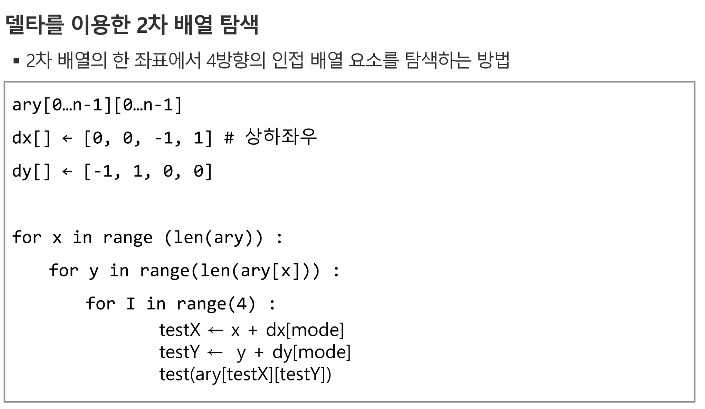 델타를 이용한 2차 배열 탐색
▪ 2차 배열의 한 좌표에서 4방향의 인접 배열 요소를 탐색하는 방법
ary[0…n-1][0…n-1]
dx[] ← [0, 0, -1, 1] # 상하좌우
dy[] ← [-1, 1, 0, 0]
for x in range (len(ary)) :
for y in range(len(ary[x])) :
for I in range(4) :
testX ← x + dx[mode]
testY ← y + dy[mode]
test(ary[testX][testY])